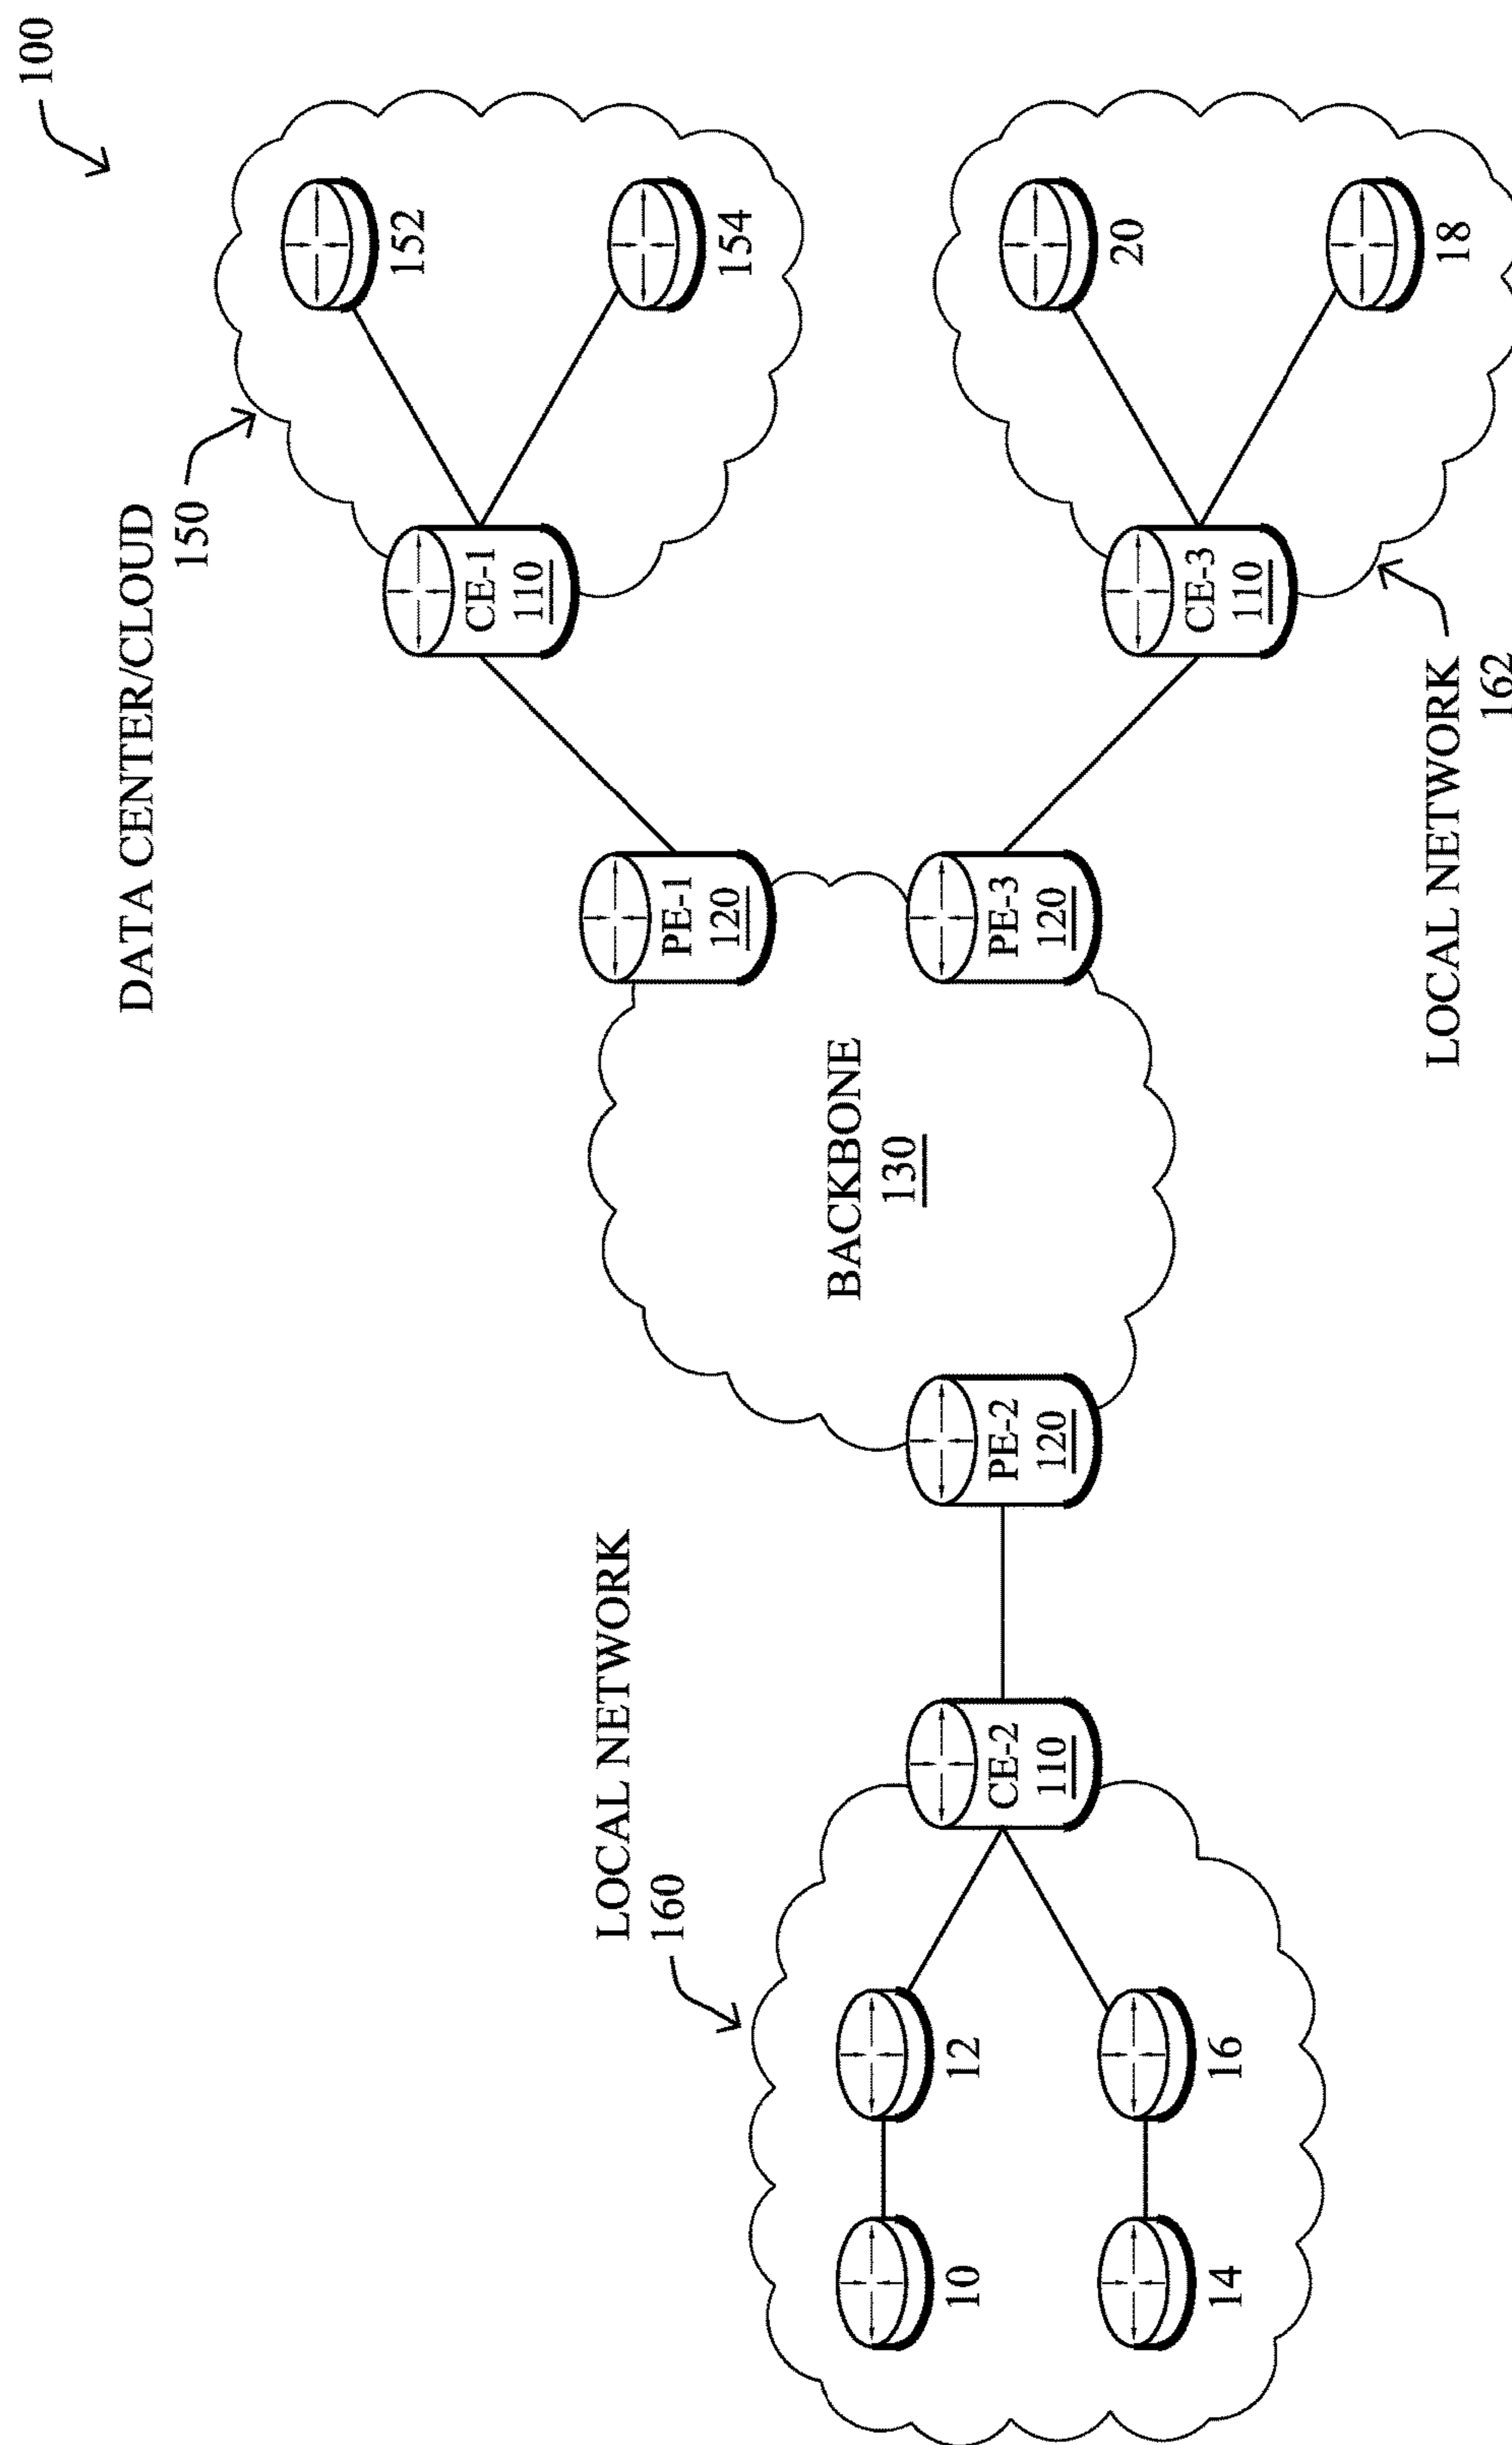 100
DATA CENTER/CLOUD
150
152
154
CE-1
110
PE-1
120
BACKBONE
130
PE-3
120
CE-3
110
20
18
LOCAL NETWORK
162
PE-2
120
LOCAL NETWORK
160
CE-2
110
12
10
16
14